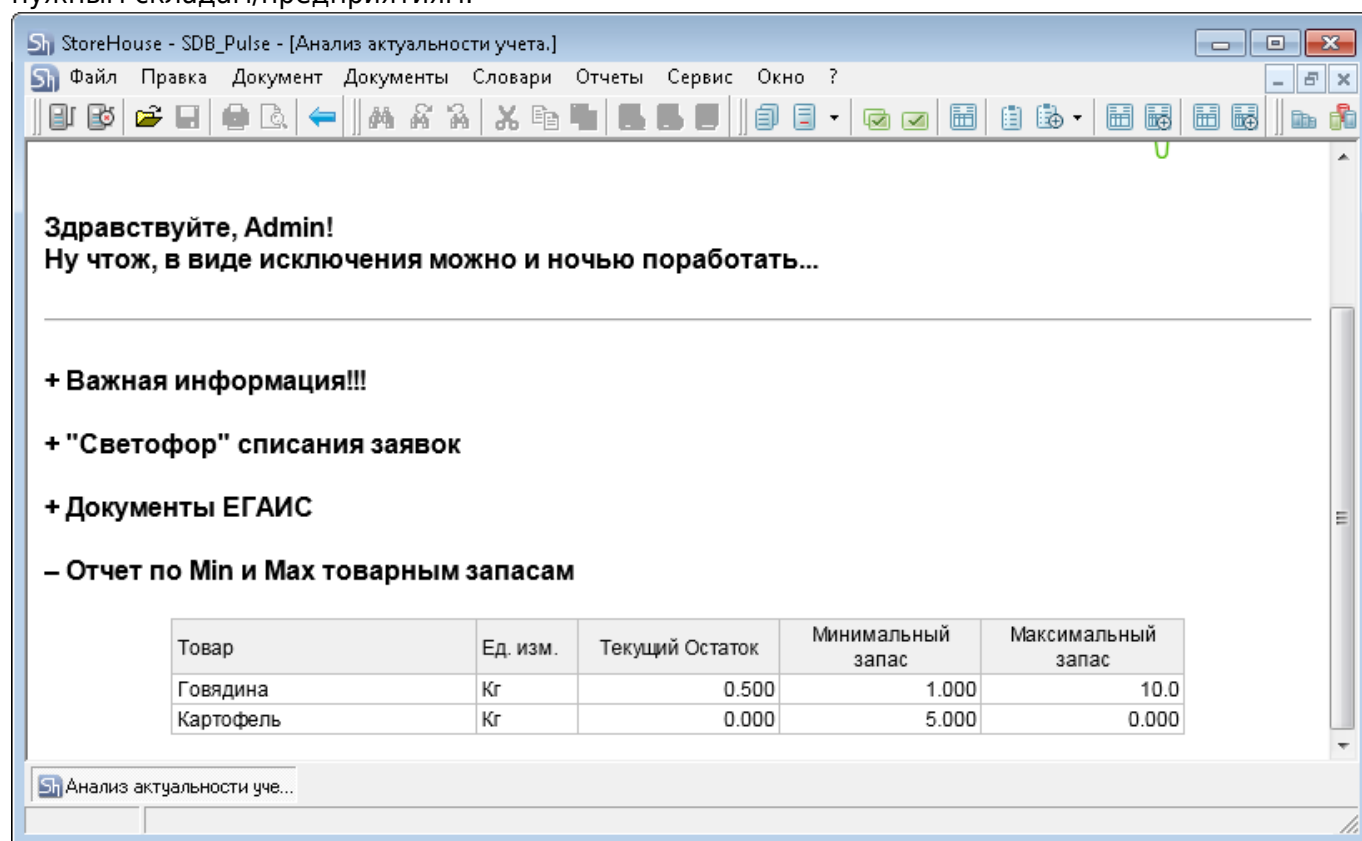 нужным складам/предприятиям.
StoreHouse - SDB_Pulse - [Анализ актуальности учета.]
Файл Правка Документ Документы Словари Отчеты Сервис Окно ?
Здравствуйте, Admin!
Ну чтож, в виде исключения можно и ночью поработать...
+ Важная информация!!!
+ "Светофор" списания заявок
+ Документы ЕГАИС
– Отчет по Min и Max товарным запасам
Товар Ед. изм. Текущий Остаток Минимальный запас Максимальный запас
Говядина Кг 0.500 1.000 10.0
Картофель Кг 0.000 5.000 0.000
Анализ актуальности уче...